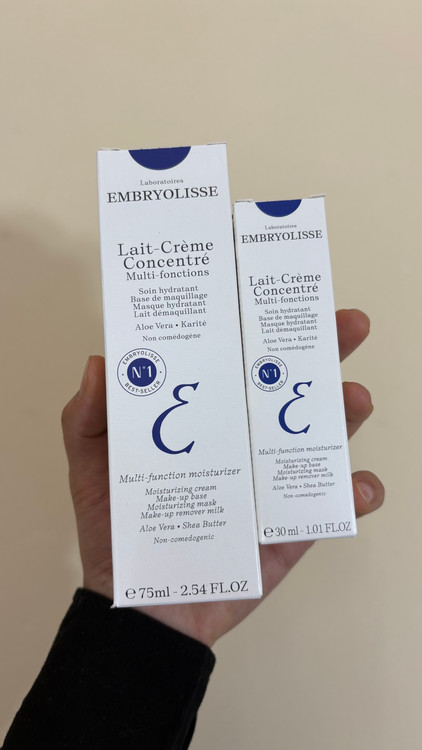 Laboratoires
EMBRYOLISSE
Lait-Crème
Concentré
Multi-fonctions
Soin hydratant
Base de maquillage
Masque hydratant
Lait démaquillant
Aloe Vera • Karité
Non comédogène
EMBRYOLISSE
N°1
BEST-SELLER
Multi-function moisturizer
Moisturizing cream
Make-up base
Moisturizing mask
Make-up remover milk
Aloe Vera • Shea Butter
Non-comedogenic
℮ 75ml - 2.54 FL.OZ
Laboratoires
EMBRYOLISSE
Lait-Crème
Concentré
Multi-fonctions
Soin hydratant
Base de maquillage
Masque hydratant
Lait démaquillant
Aloe Vera • Karité
Non comédogène
EMBRYOLISSE
N°1
BEST-SELLER
Multi-function moisturizer
Moisturizing cream
Make-up base
Moisturizing mask
Make-up remover milk
Aloe Vera • Shea Butter
Non-comedogenic
℮ 30 ml - 1.01 FL.OZ